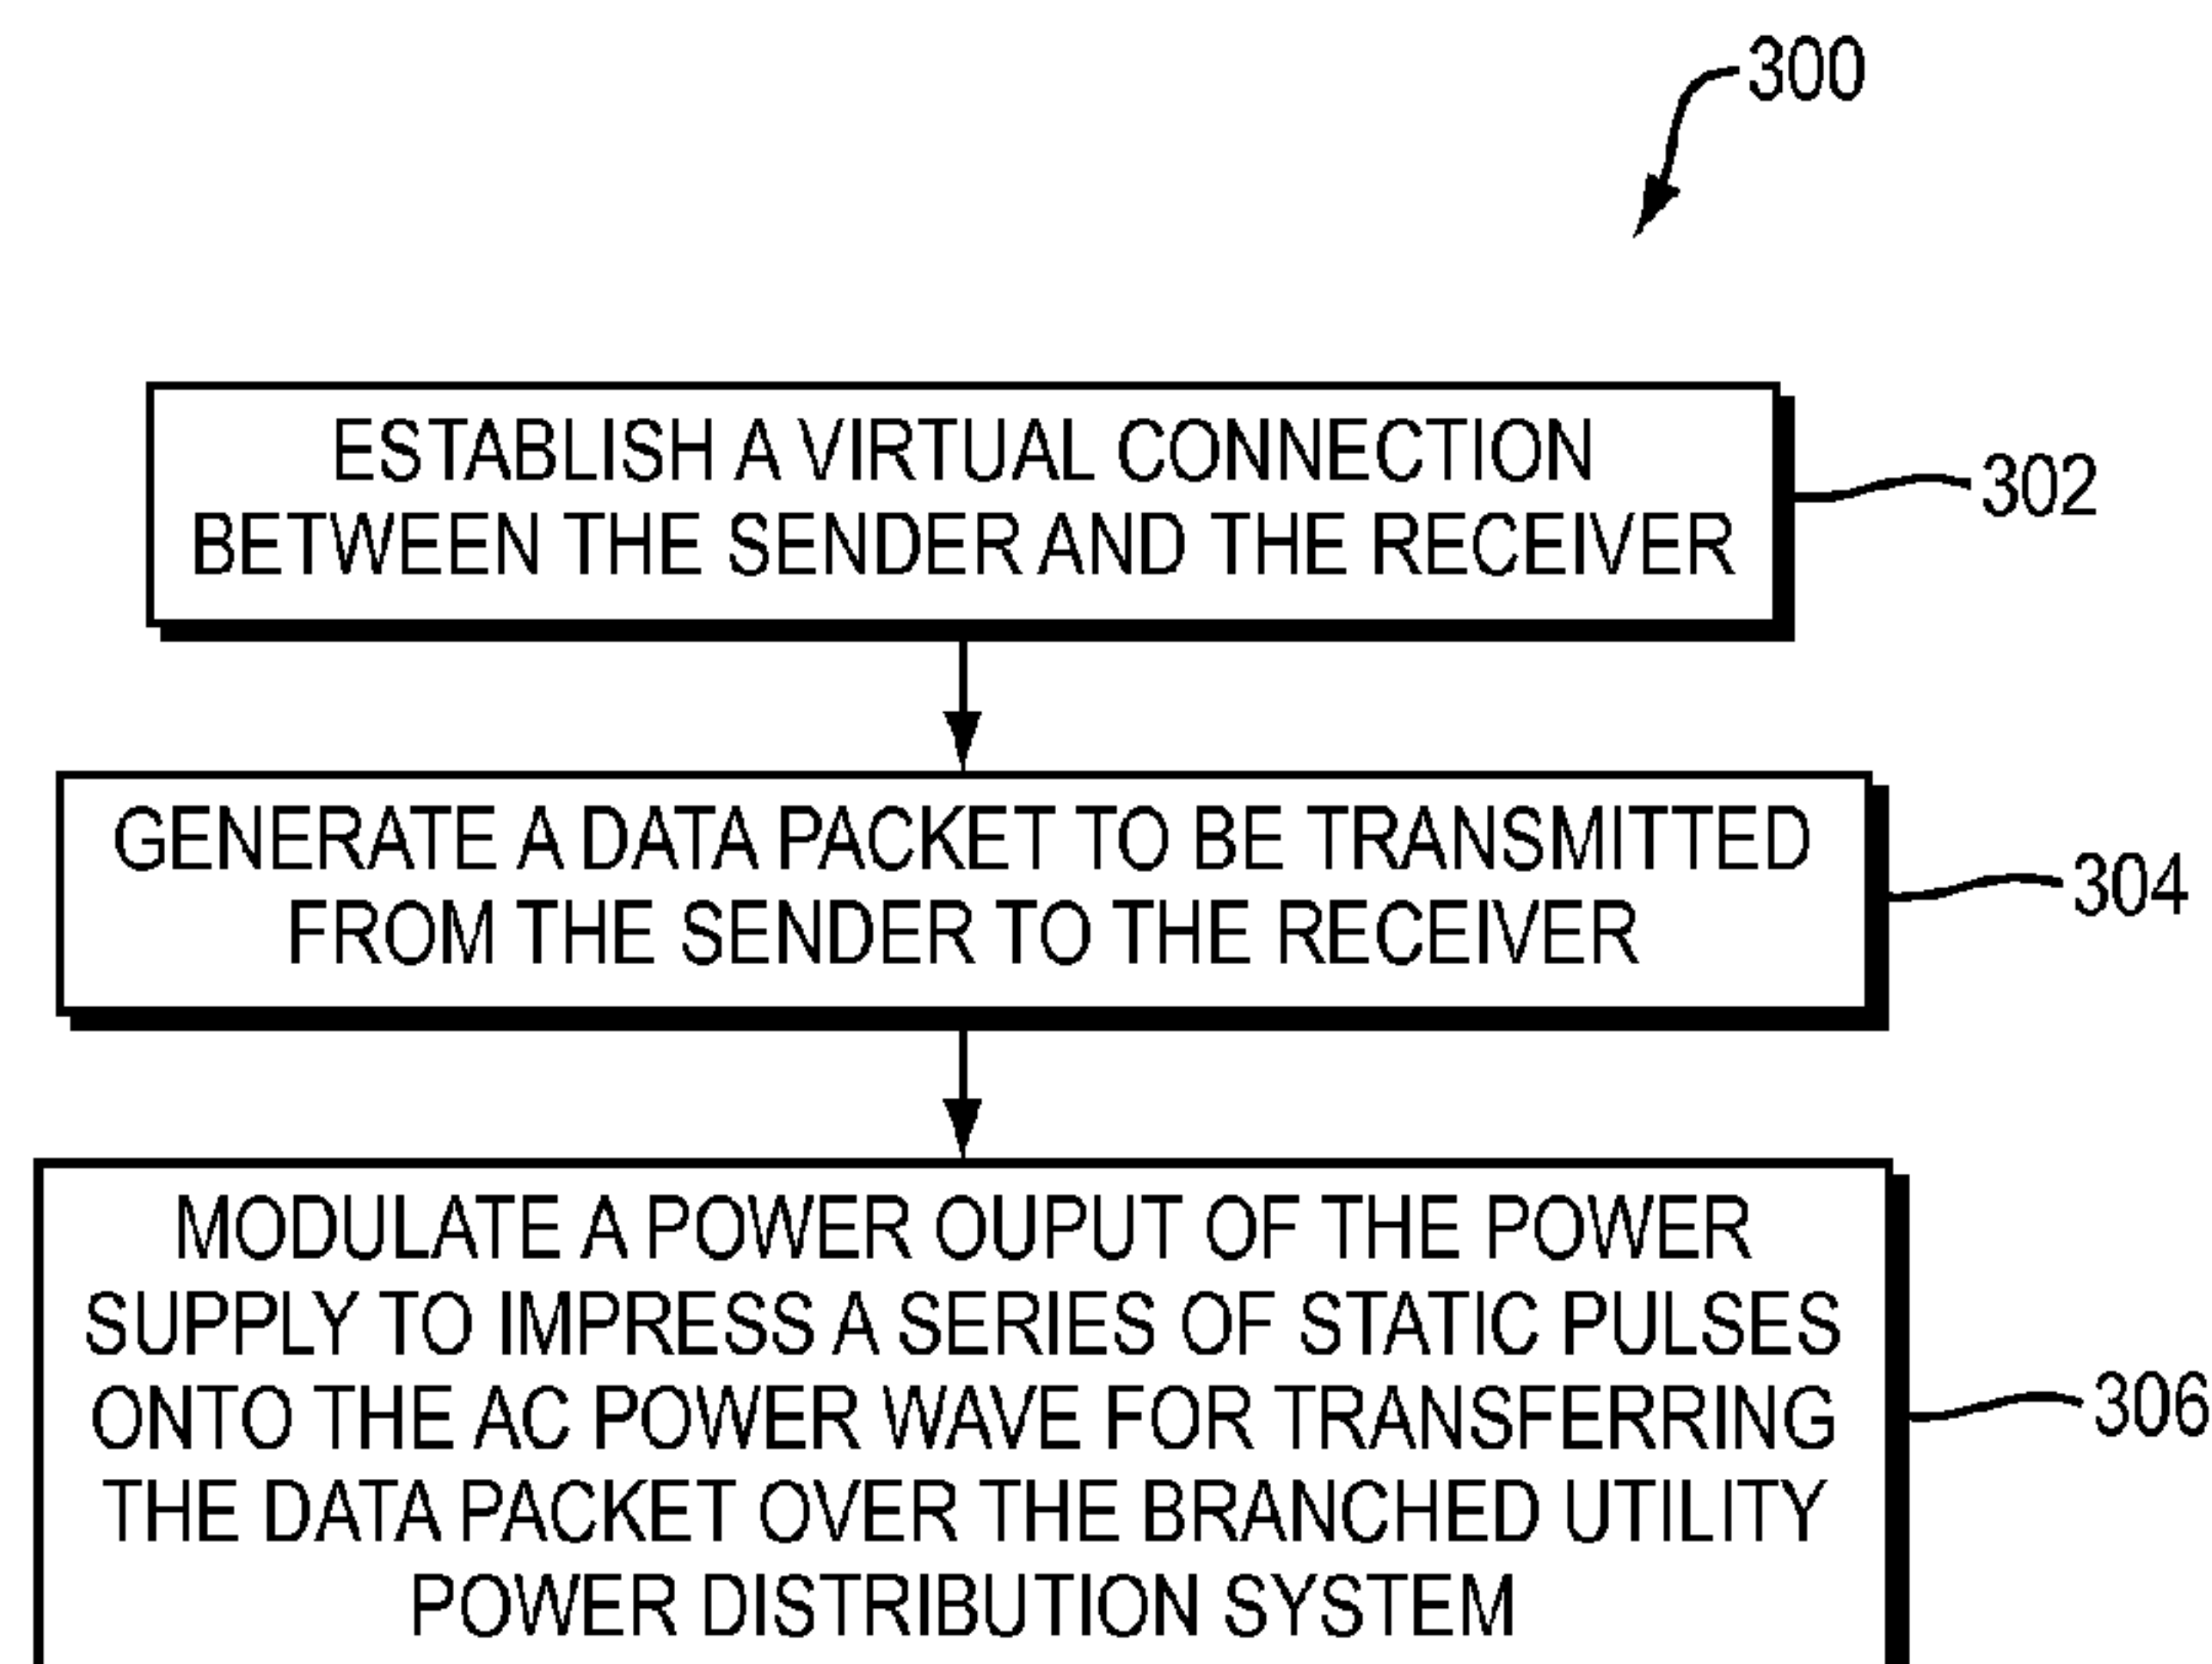 300
ESTABLISH A VIRTUAL CONNECTION
BETWEEN THE SENDER AND THE RECEIVER
302
GENERATE A DATA PACKET TO BE TRANSMITTED
FROM THE SENDER TO THE RECEIVER
304
MODULATE A POWER OUPUT OF THE POWER
SUPPLY TO IMPRESS A SERIES OF STATIC PULSES
ONTO THE AC POWER WAVE FOR TRANSFERRING
THE DATA PACKET OVER THE BRANCHED UTILITY
POWER DISTRIBUTION SYSTEM
306